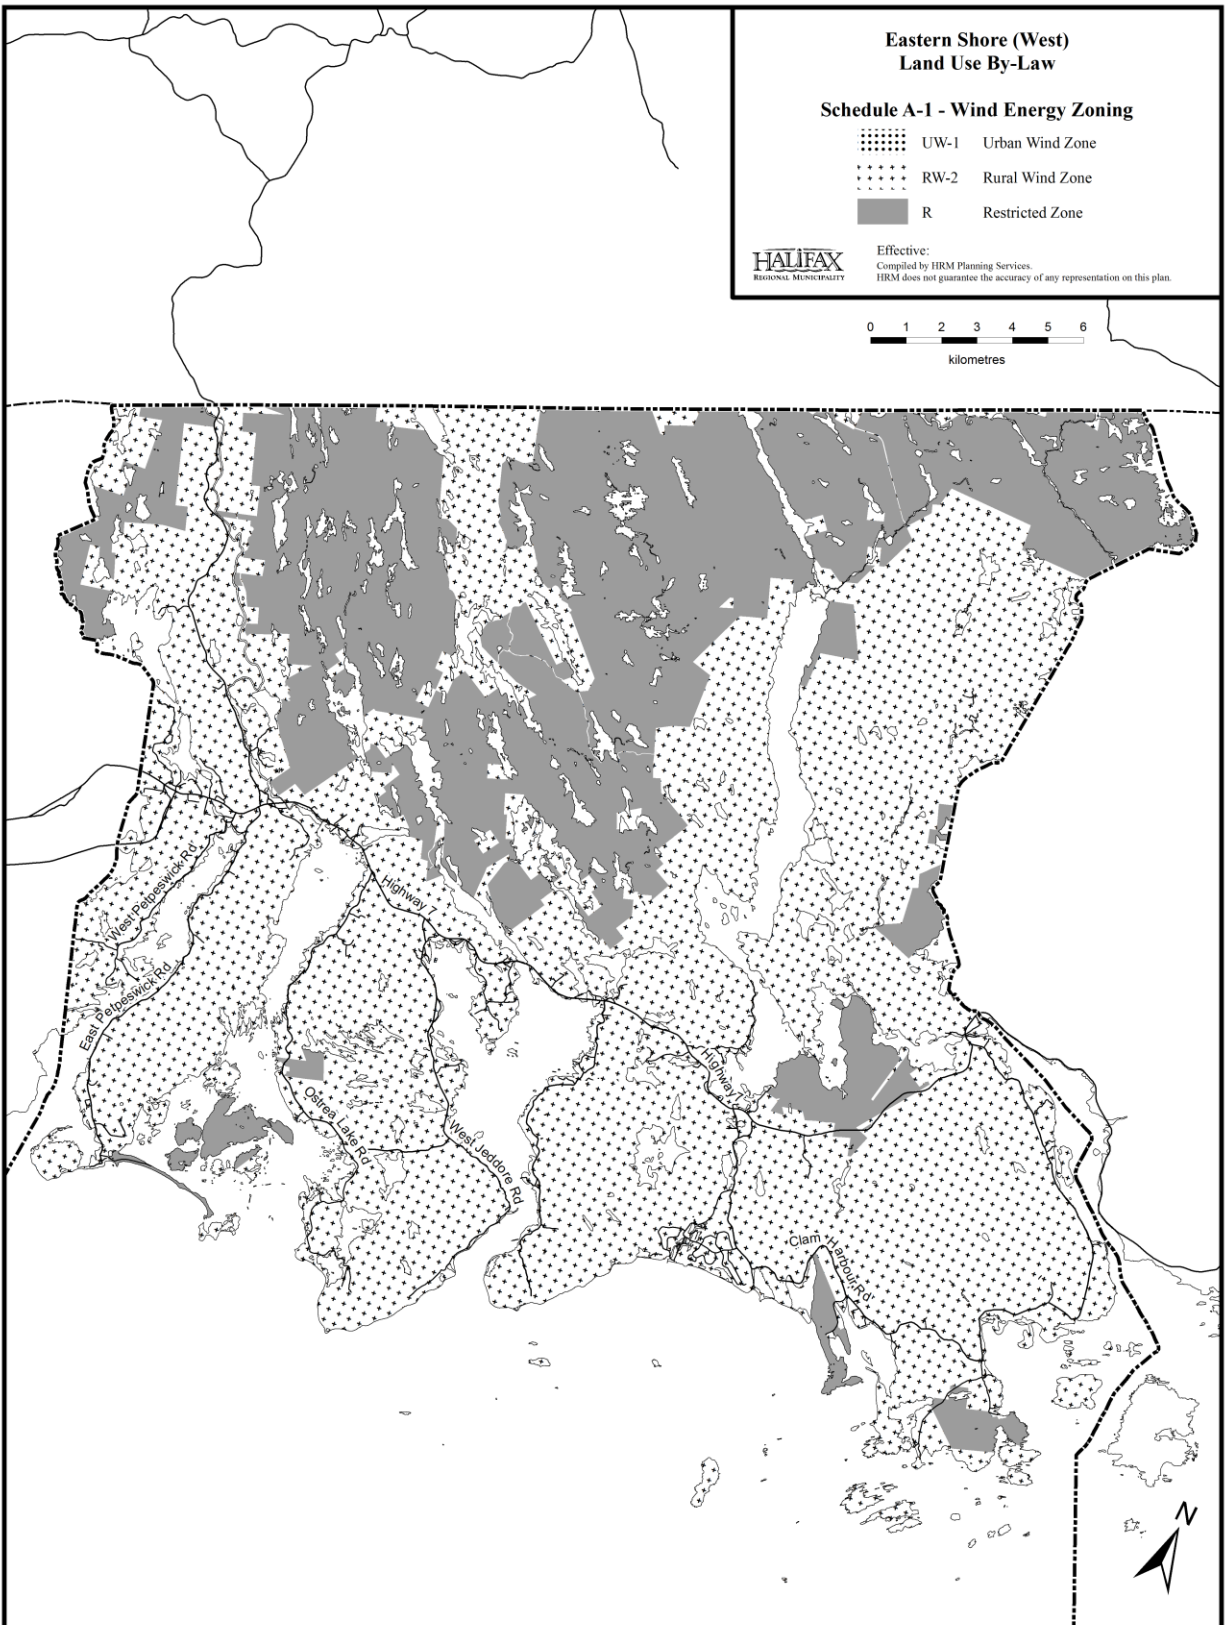 Eastern Shore (West)
Land Use By-Law
Schedule A-1 - Wind Energy Zoning
UW-1 Urban Wind Zone
RW-2 Rural Wind Zone
R Restricted Zone
HALIFAX
REGIONAL MUNICIPALITY
Effective:
Compiled by HRM Planning Services.
HRM does not guarantee the accuracy of any representation on this plan.
0 1 2 3 4 5 6
kilometres
West Petpeswick Rd
Highway 7
East Petpeswick Rd
Highway 7
Ostrea Lake Rd
West Jeddore Rd
Clam Harbour Rd
N